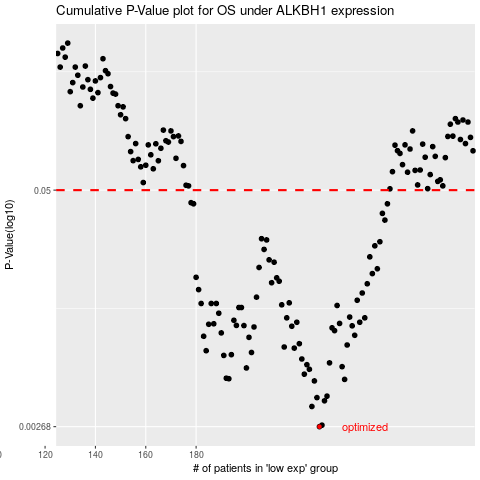 Cumulative P-Value plot for OS under ALKBH1 expression
P-Value(log10)
0.05
0.00268
optimized
0
120
140
160
180
# of patients in 'low exp' group